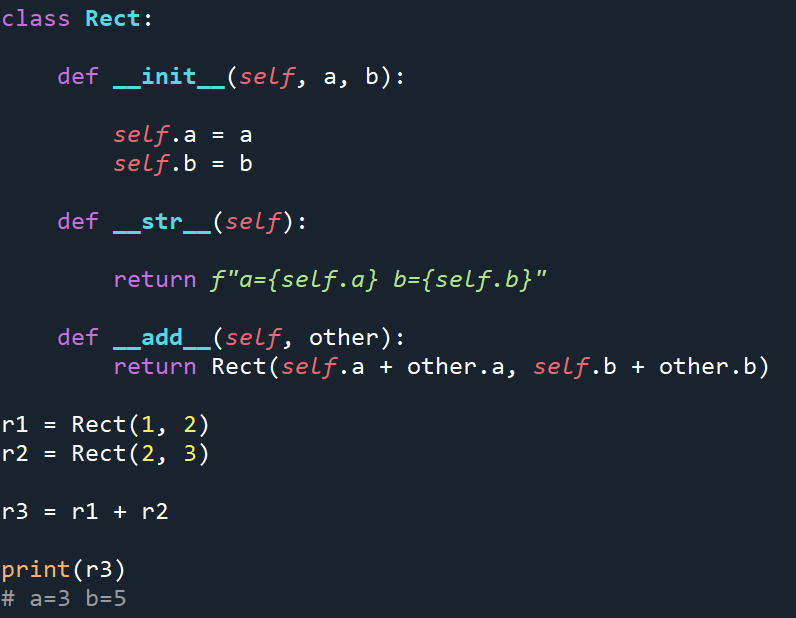 class Rect:
    def __init__(self, a, b):
        self.a = a
        self.b = b
    def __str__(self):
        return f"a={self.a} b={self.b}"
    def __add__(self, other):
        return Rect(self.a + other.a, self.b + other.b)
r1 = Rect(1, 2)
r2 = Rect(2, 3)
r3 = r1 + r2
print(r3)
# a=3 b=5